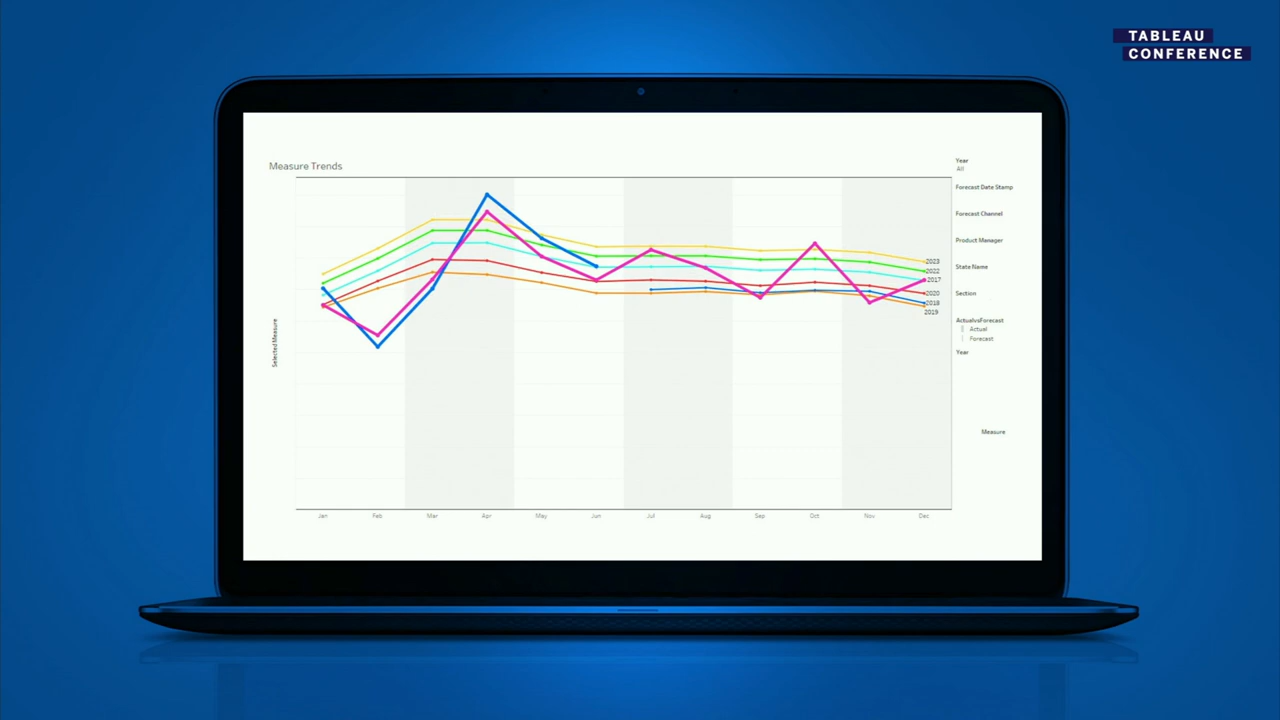 TABLEAU
CONFERENCE
Measure Trends
Year
All
Forecast Date Stamp
Forecast Channel
Product Manager
State Name
Section
ActualvsForecast
Actual
Forecast
Year
Measure
Selected Measure
2023
2022
2017
2020
2018
2019
Jan
Feb
Mar
Apr
May
Jun
Jul
Aug
Sep
Oct
Nov
Dec